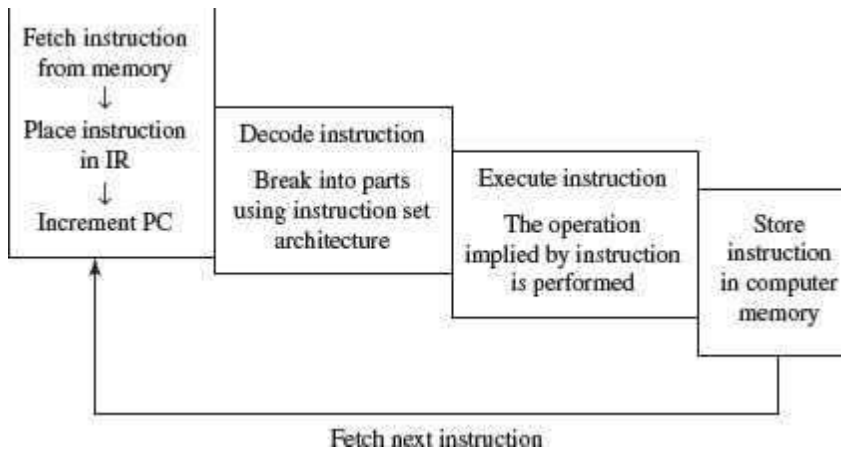 Fetch instruction
from memory
↓
Place instruction
in IR
↓
Increment PC
Decode instruction
Break into parts
using instruction set
architecture
Execute instruction
The operation
implied by instruction
is performed
Store
instruction
in computer
memory
Fetch next instruction